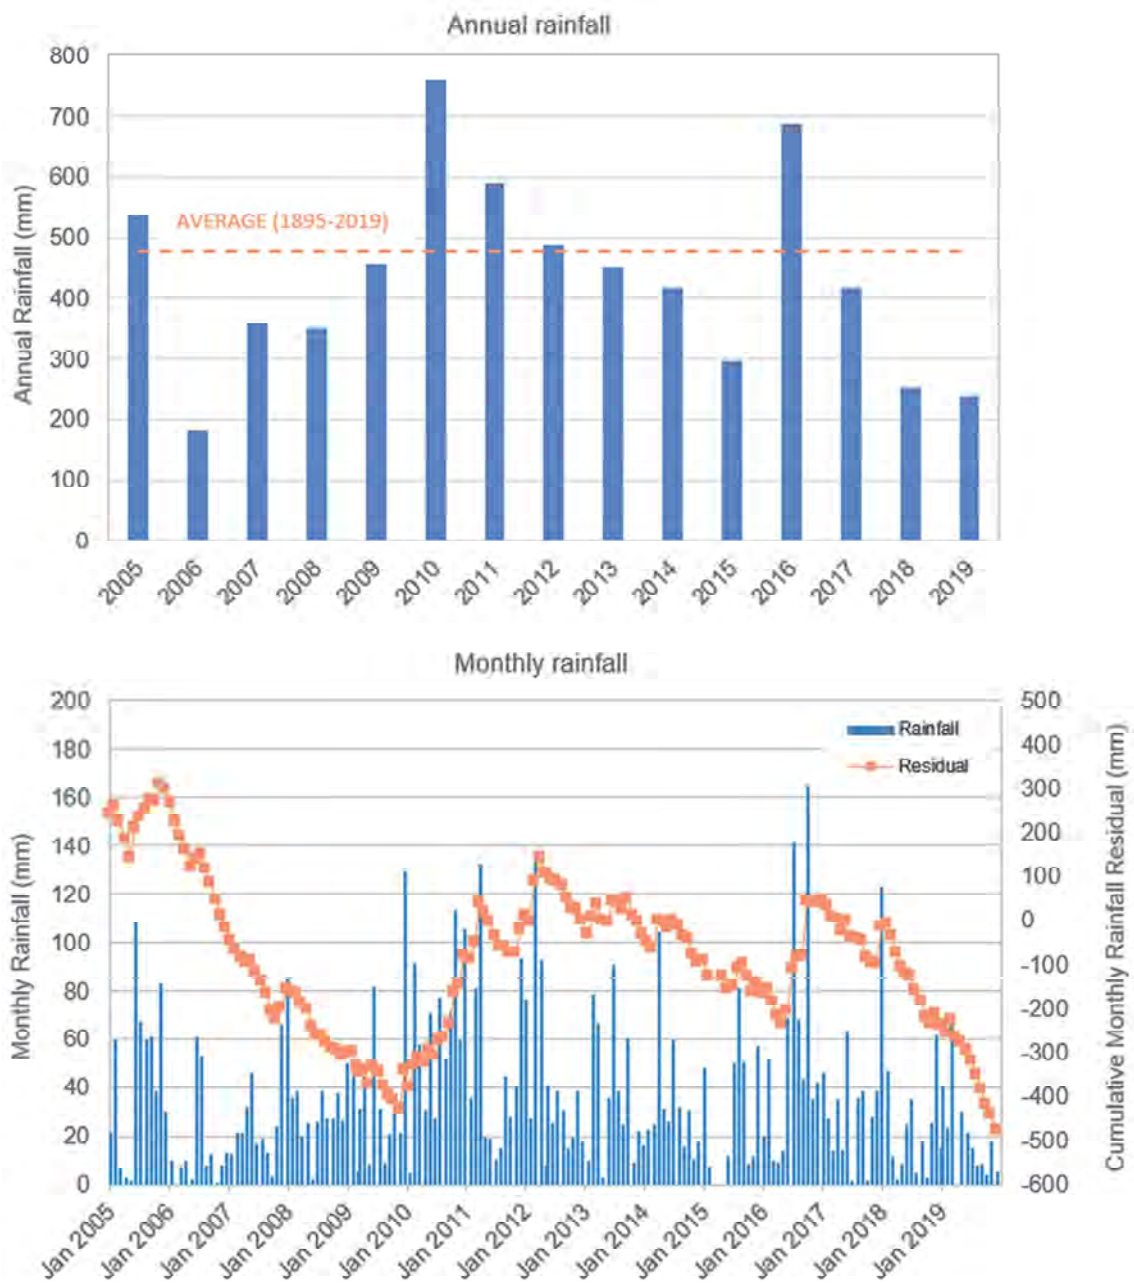 Annual rainfall
Annual Rainfall (mm)
800
700
600
500
400
300
200
100
0
AVERAGE (1895-2019)
2005
2006
2007
2008
2009
2010
2011
2012
2013
2014
2015
2016
2017
2018
2019
Monthly rainfall
Monthly Rainfall (mm)
200
180
160
140
120
100
80
60
40
20
0
Rainfall
Residual
500
400
300
200
100
0
-100
-200
-300
-400
-500
-600
Cumulative Monthly Rainfall Residual (mm)
Jan 2005
Jan 2006
Jan 2007
Jan 2008
Jan 2009
Jan 2010
Jan 2011
Jan 2012
Jan 2013
Jan 2014
Jan 2015
Jan 2016
Jan 2017
Jan 2018
Jan 2019